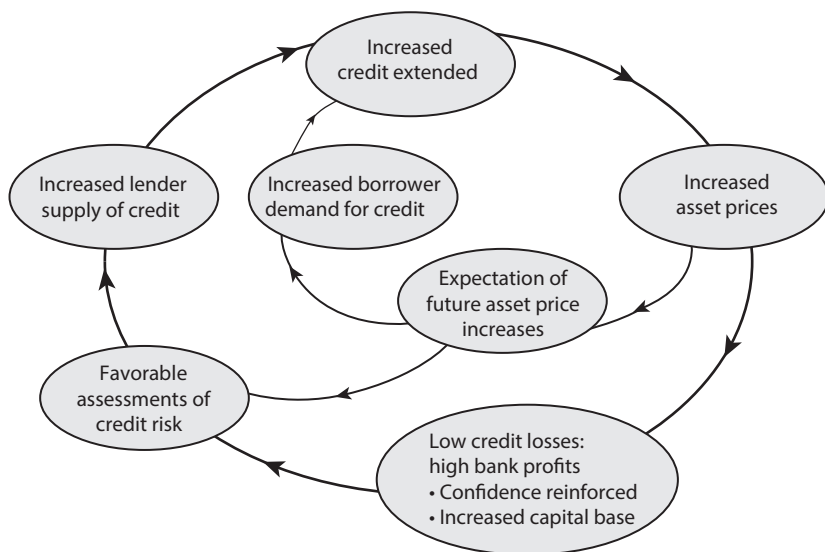 Increased
credit extended
Increased lender
supply of credit
Increased borrower
demand for credit
Increased
asset prices
Expectation of
future asset price
increases
Favorable
assessments of
credit risk
Low credit losses:
high bank profits
• Confidence reinforced
• Increased capital base